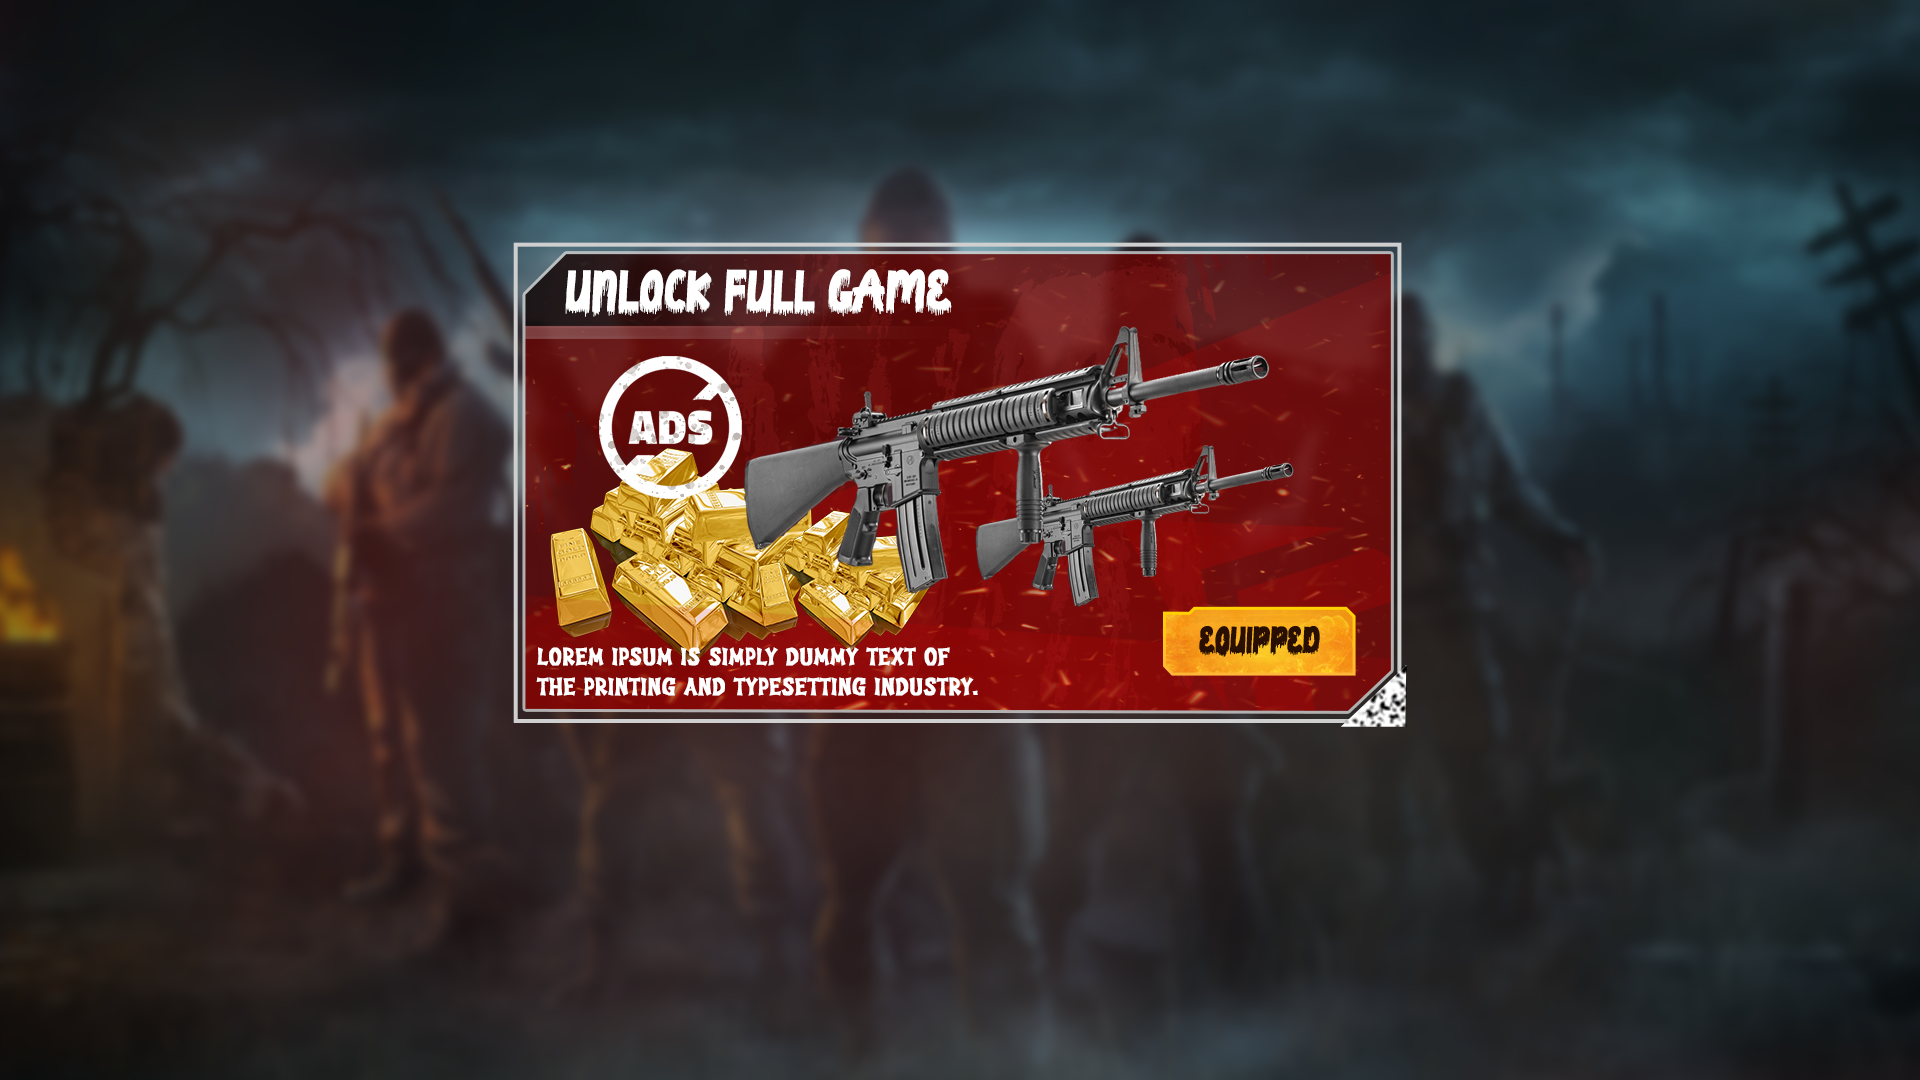 UNLOCK FULL GAME
ADS
LOREM IPSUM IS SIMPLY DUMMY TEXT OF
THE PRINTING AND TYPESETTING INDUSTRY.
EQUIPPED